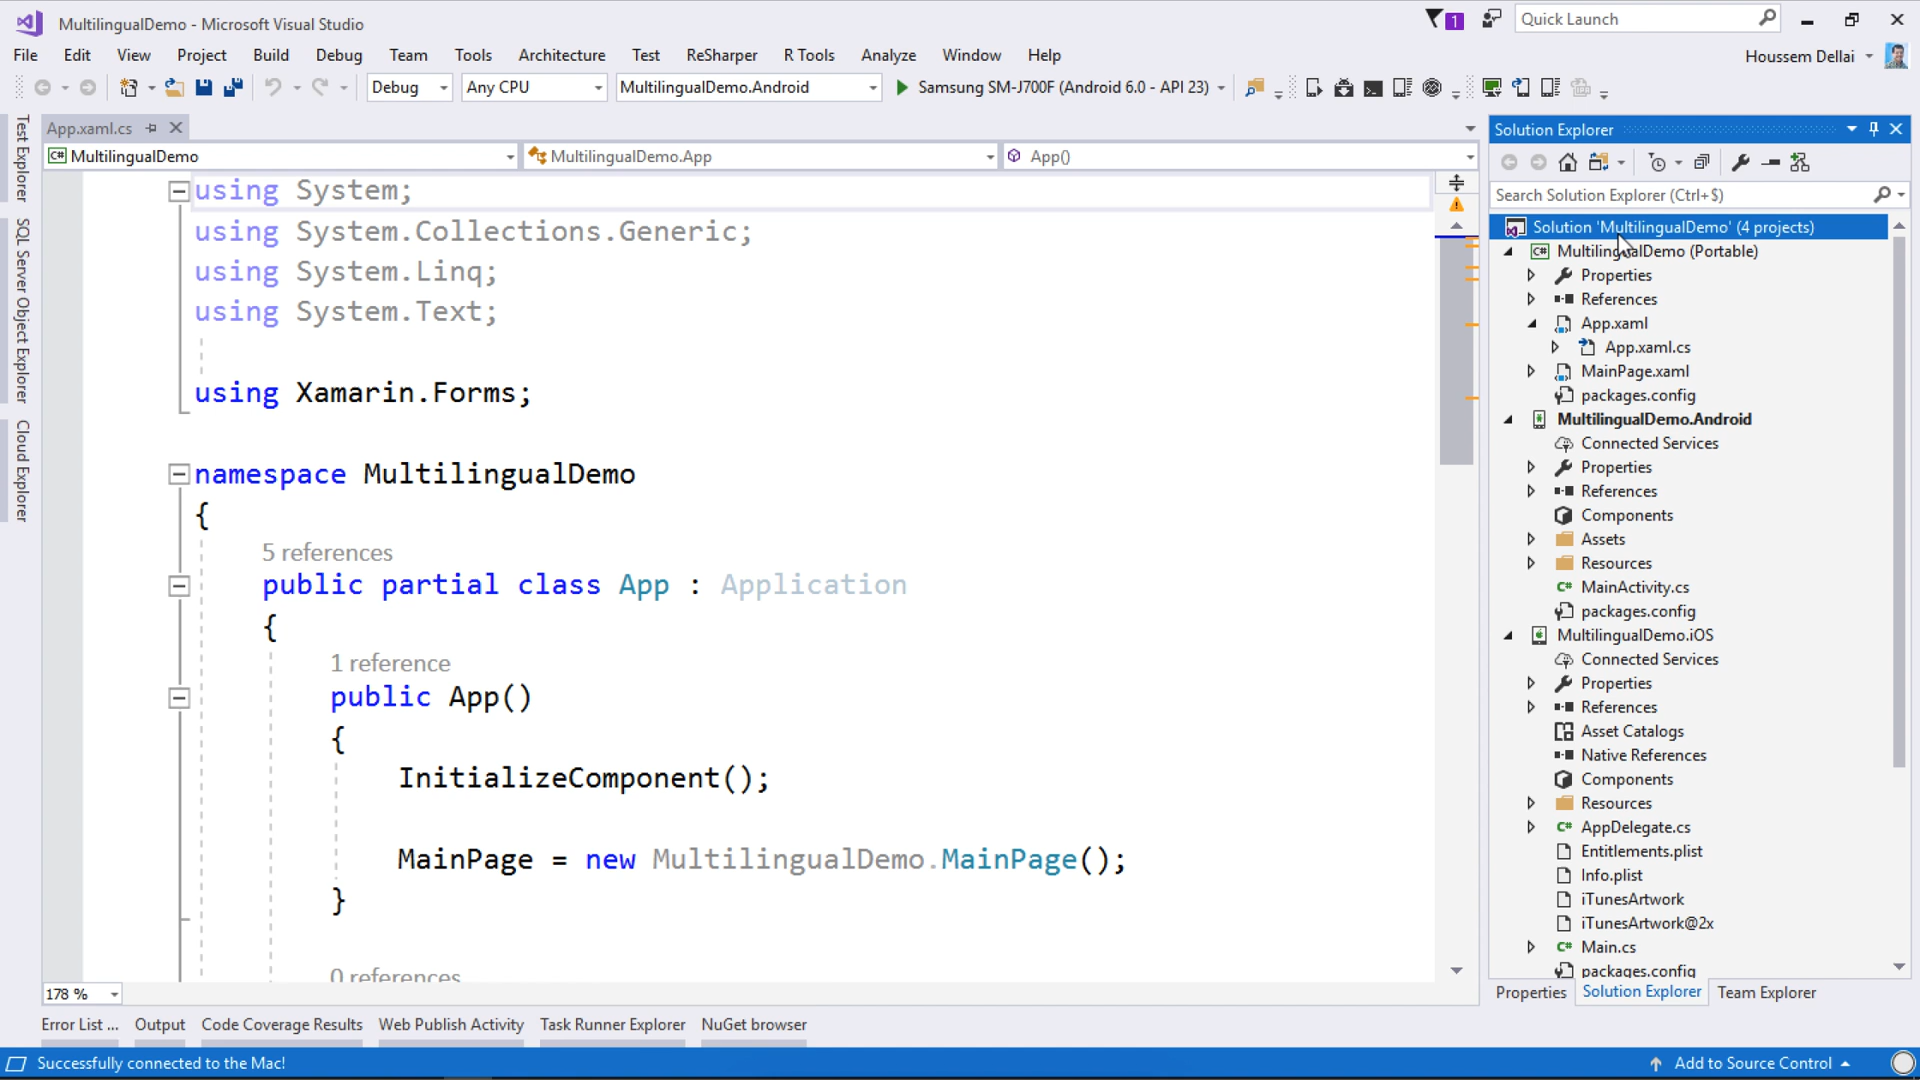 MultilingualDemo - Microsoft Visual Studio
1
Quick Launch
File Edit View Project Build Debug Team Tools Architecture Test ReSharper R Tools Analyze Window Help
Houssem Dellai
Debug Any CPU MultilingualDemo.Android Samsung SM-J700F (Android 6.0 - API 23)
Test Explorer
SQL Server Object Explorer
Cloud Explorer
App.xaml.cs
C# MultilingualDemo MultilingualDemo.App App()
using System;
using System.Collections.Generic;
using System.Linq;
using System.Text;
using Xamarin.Forms;
namespace MultilingualDemo
{
5 references
public partial class App : Application
{
1 reference
public App()
{
InitializeComponent();
MainPage = new MultilingualDemo.MainPage();
}
0 references
178 %
Solution Explorer
Search Solution Explorer (Ctrl+$)
Solution 'MultilingualDemo' (4 projects)
C# MultilingualDemo (Portable)
Properties
References
App.xaml
App.xaml.cs
MainPage.xaml
packages.config
MultilingualDemo.Android
Connected Services
Properties
References
Components
Assets
Resources
C# MainActivity.cs
packages.config
MultilingualDemo.iOS
Connected Services
Properties
References
Asset Catalogs
Native References
Components
Resources
C# AppDelegate.cs
Entitlements.plist
Info.plist
iTunesArtwork
iTunesArtwork@2x
C# Main.cs
packages.config
Properties Solution Explorer Team Explorer
Error List ... Output Code Coverage Results Web Publish Activity Task Runner Explorer NuGet browser
Successfully connected to the Mac!
Add to Source Control